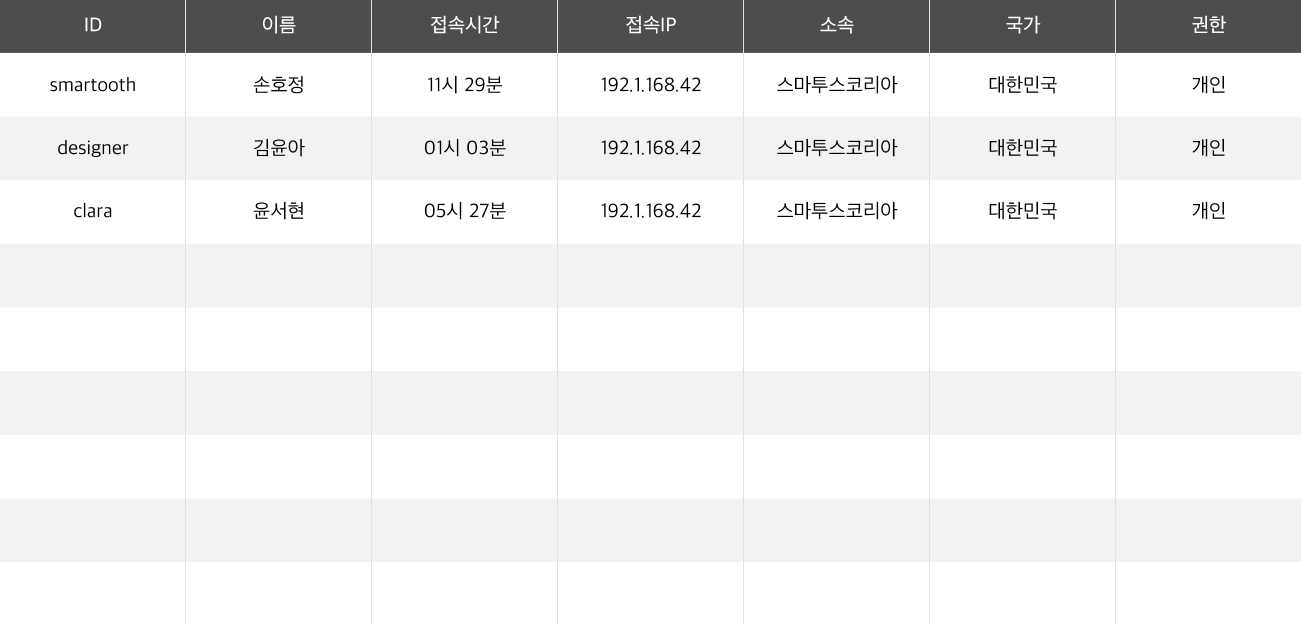 ID 이름 접속시간 접속IP 소속 국가 권한
smartooth 손호정 11시 29분 192.1.168.42 스마투스코리아 대한민국 개인
designer 김윤아 01시 03분 192.1.168.42 스마투스코리아 대한민국 개인
clara 윤서현 05시 27분 192.1.168.42 스마투스코리아 대한민국 개인